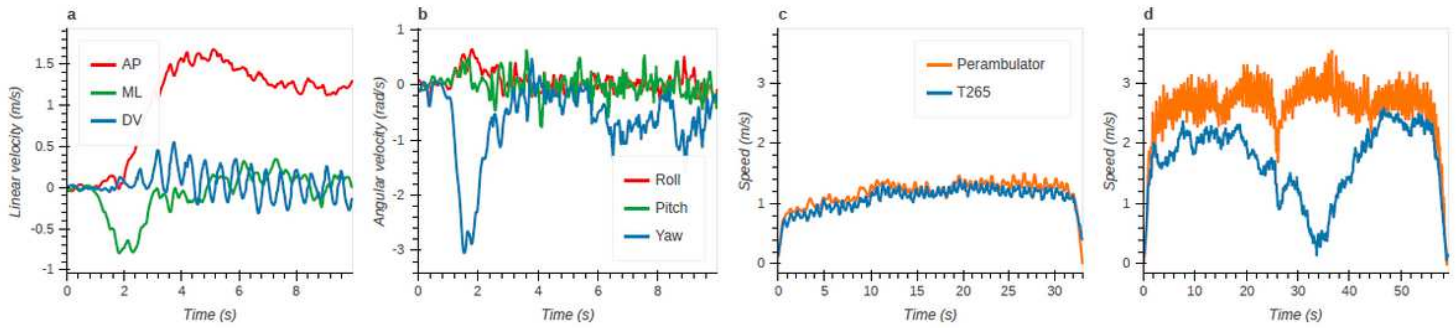 a
Linear velocity (m/s)
1.5
1
0.5
0
-0.5
-1
AP
ML
DV
0 2 4 6 8
Time (s)
b
Angular velocity (rad/s)
1
0
-1
-2
-3
Roll
Pitch
Yaw
0 2 4 6 8
Time (s)
c
Speed (m/s)
3
2
1
0
Perambulator
T265
0 5 10 15 20 25 30
Time (s)
d
Speed (m/s)
3
2
1
0
0 10 20 30 40 50
Time (s)